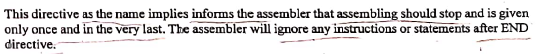 This directive as the name implies informs the assembler that assembling should stop and is given
only once and in the very last. The assembler will ignore any instructions or statements after END
directive.